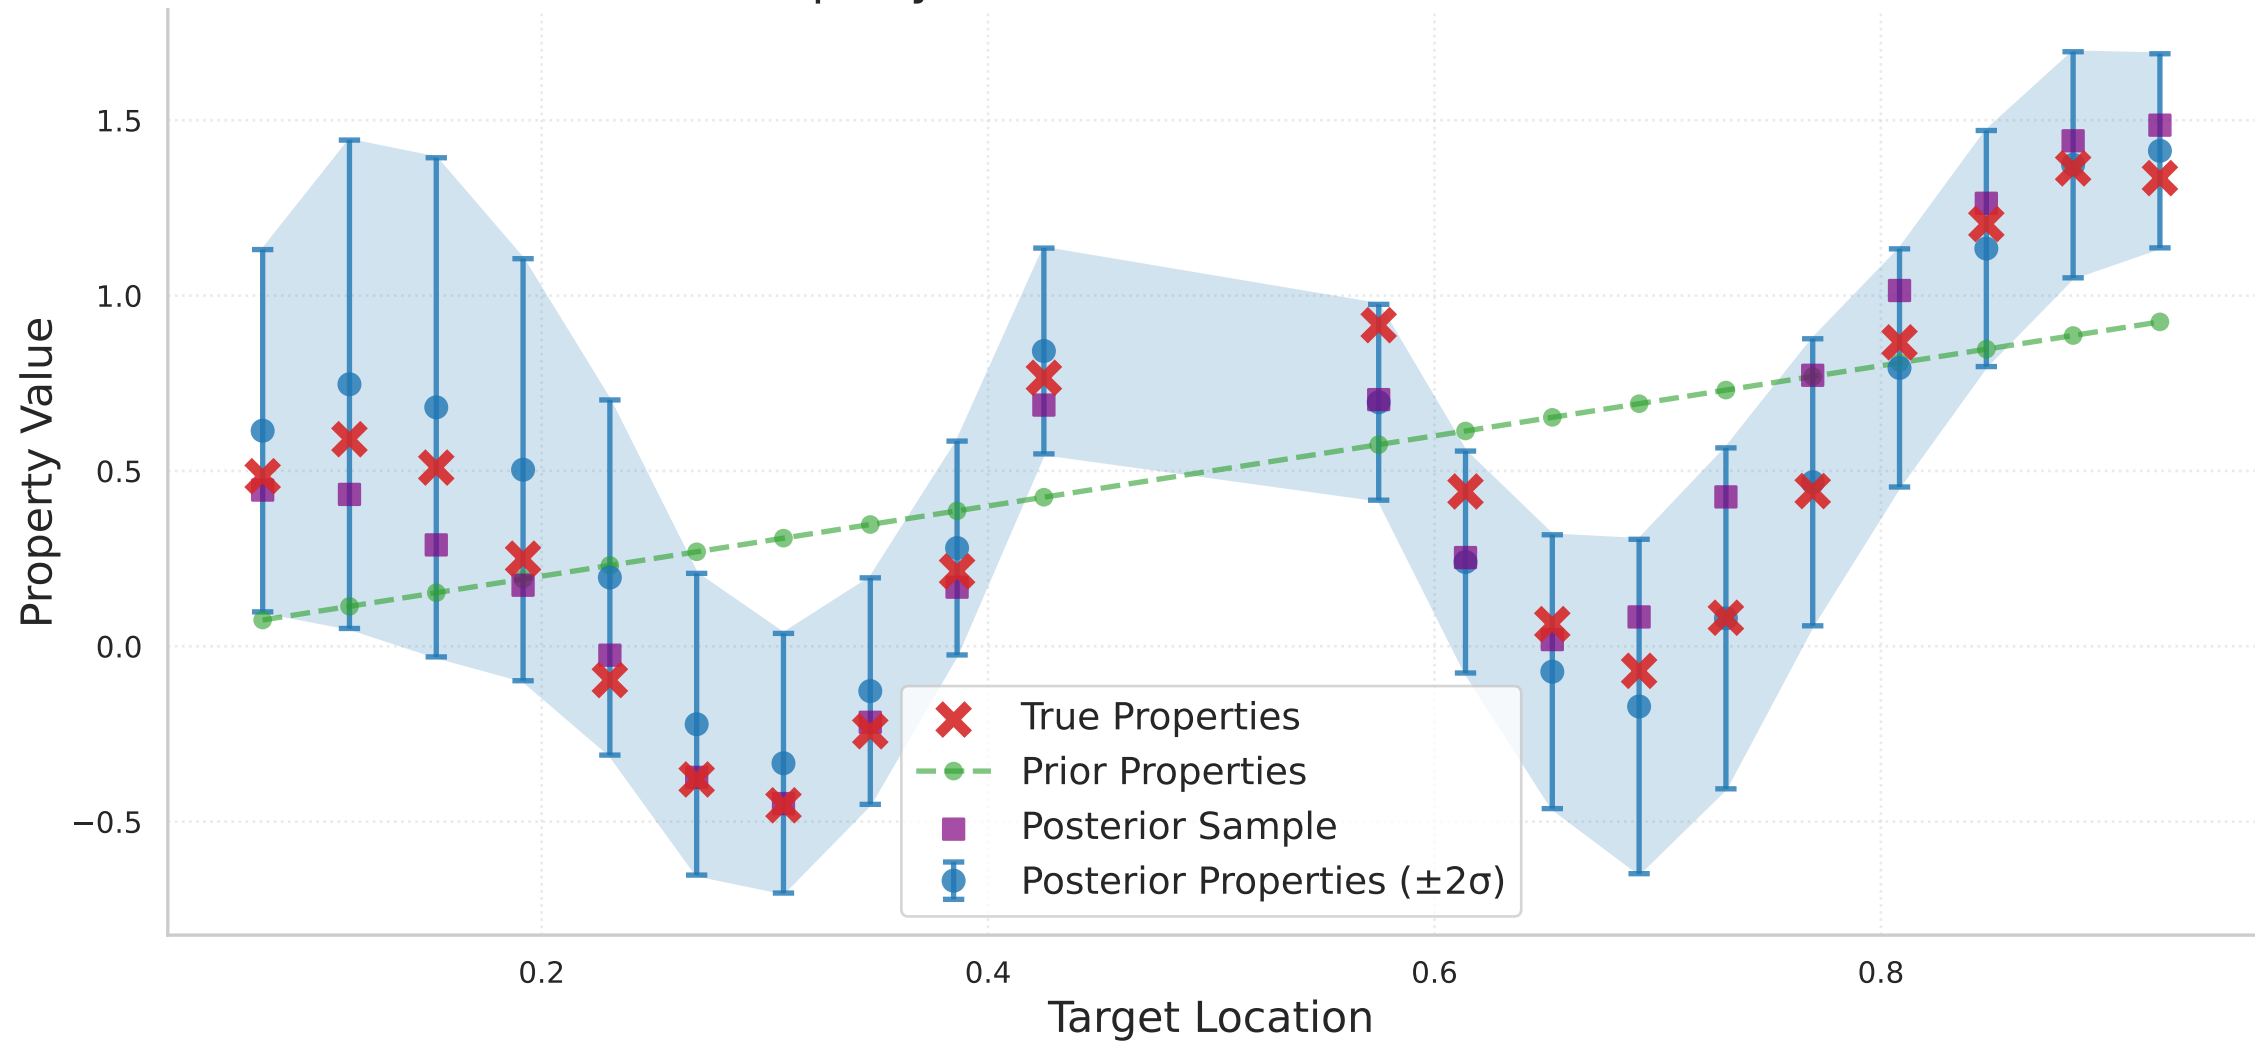 1.5
1.0
0.5
0.0
−0.5
Property Value
True Properties
Prior Properties
Posterior Sample
Posterior Properties (±2σ)
0.2 0.4 0.6 0.8
Target Location